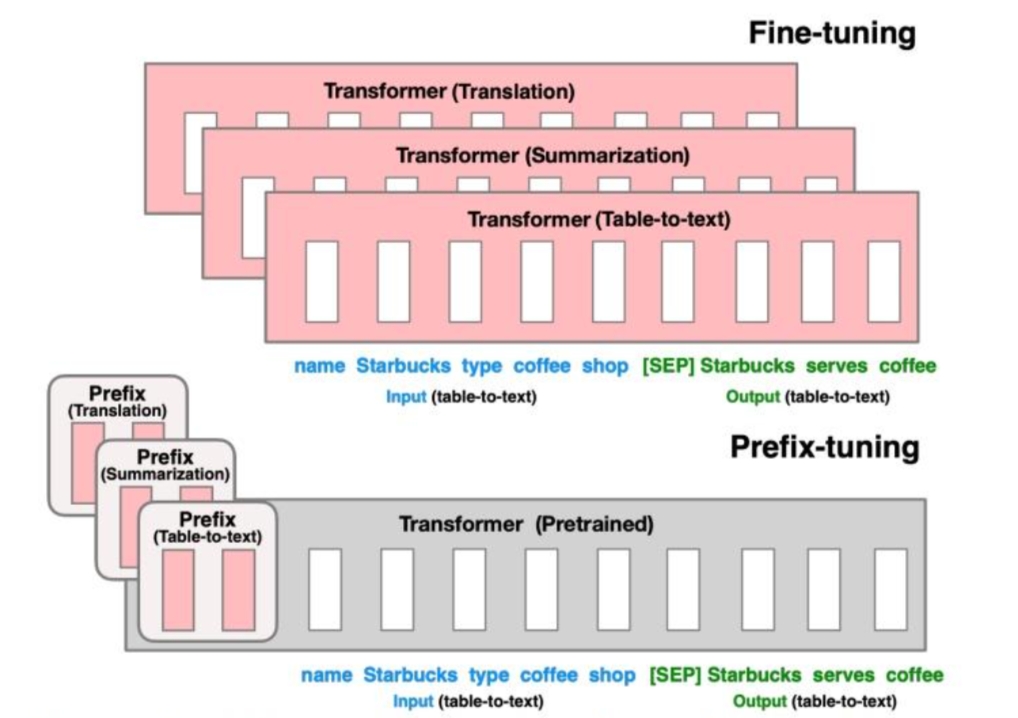 Fine-tuning
Transformer (Translation)
Transformer (Summarization)
Transformer (Table-to-text)
name Starbucks type coffee shop [SEP] Starbucks serves coffee
Input (table-to-text) Output (table-to-text)
Prefix-tuning
Prefix
(Translation)
Prefix
(Summarization)
Prefix
(Table-to-text)
Transformer (Pretrained)
name Starbucks type coffee shop [SEP] Starbucks serves coffee
Input (table-to-text) Output (table-to-text)